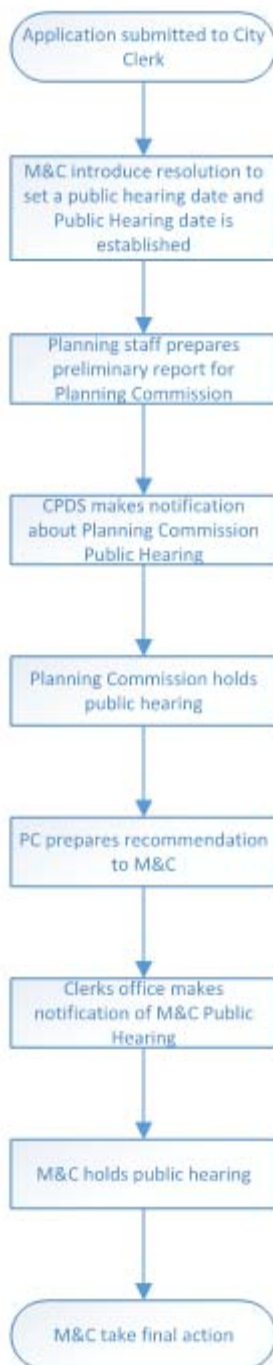 Application submitted to City
Clerk
M&C introduce resolution to
set a public hearing date and
Public Hearing date is
established
Planning staff prepares
preliminary report for
Planning Commission
CPDS makes notification
about Planning Commission
Public Hearing
Planning Commission holds
public hearing
PC prepares recommendation
to M&C
Clerks office makes
notification of M&C Public
Hearing
M&C holds public hearing
M&C take final action